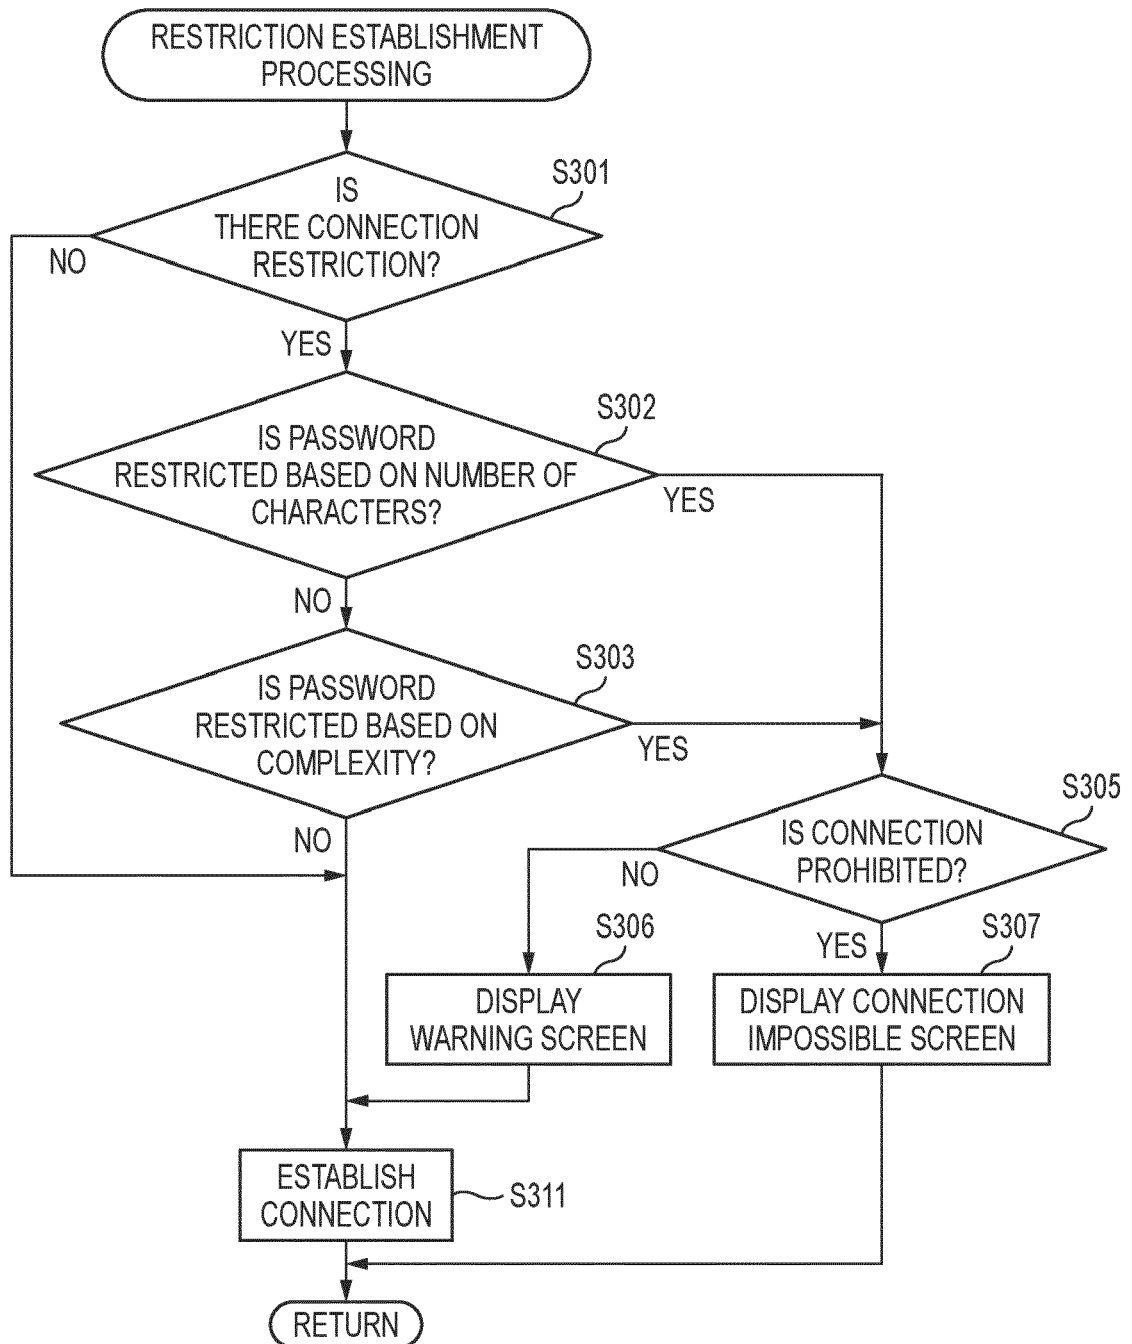 RESTRICTION ESTABLISHMENT
PROCESSING
S301
IS
THERE CONNECTION
RESTRICTION?
NO
YES
S302
IS PASSWORD
RESTRICTED BASED ON NUMBER OF
CHARACTERS?
YES
NO
S303
IS PASSWORD
RESTRICTED BASED ON
COMPLEXITY?
YES
NO
S305
IS CONNECTION
PROHIBITED?
NO
YES
S306
DISPLAY
WARNING SCREEN
S307
DISPLAY CONNECTION
IMPOSSIBLE SCREEN
ESTABLISH
CONNECTION
S311
RETURN